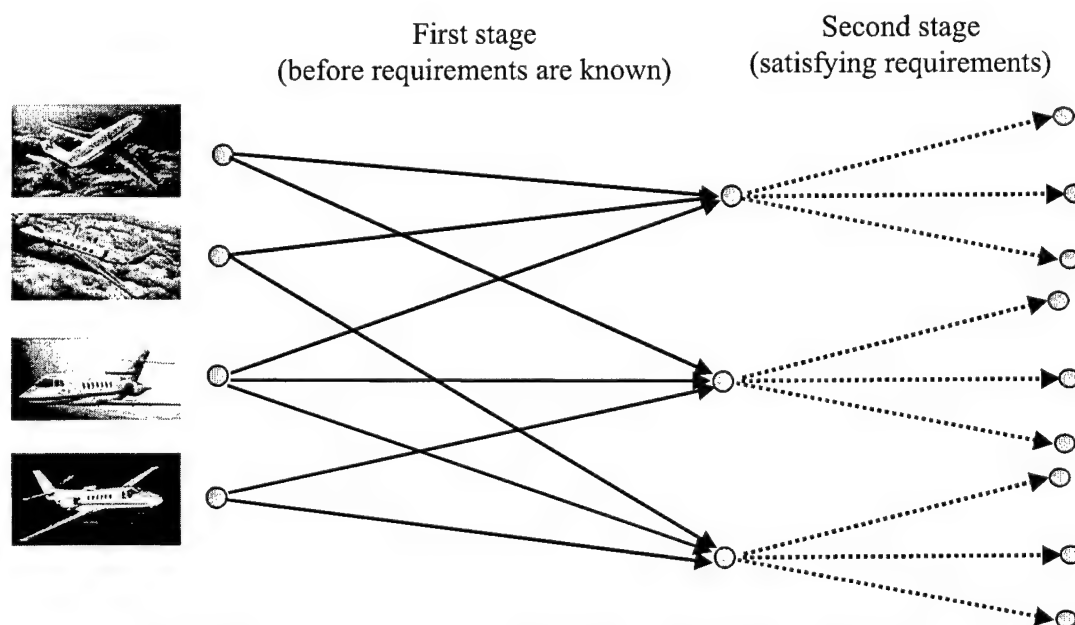 First stage
(before requirements are known)
Second stage
(satisfying requirements)